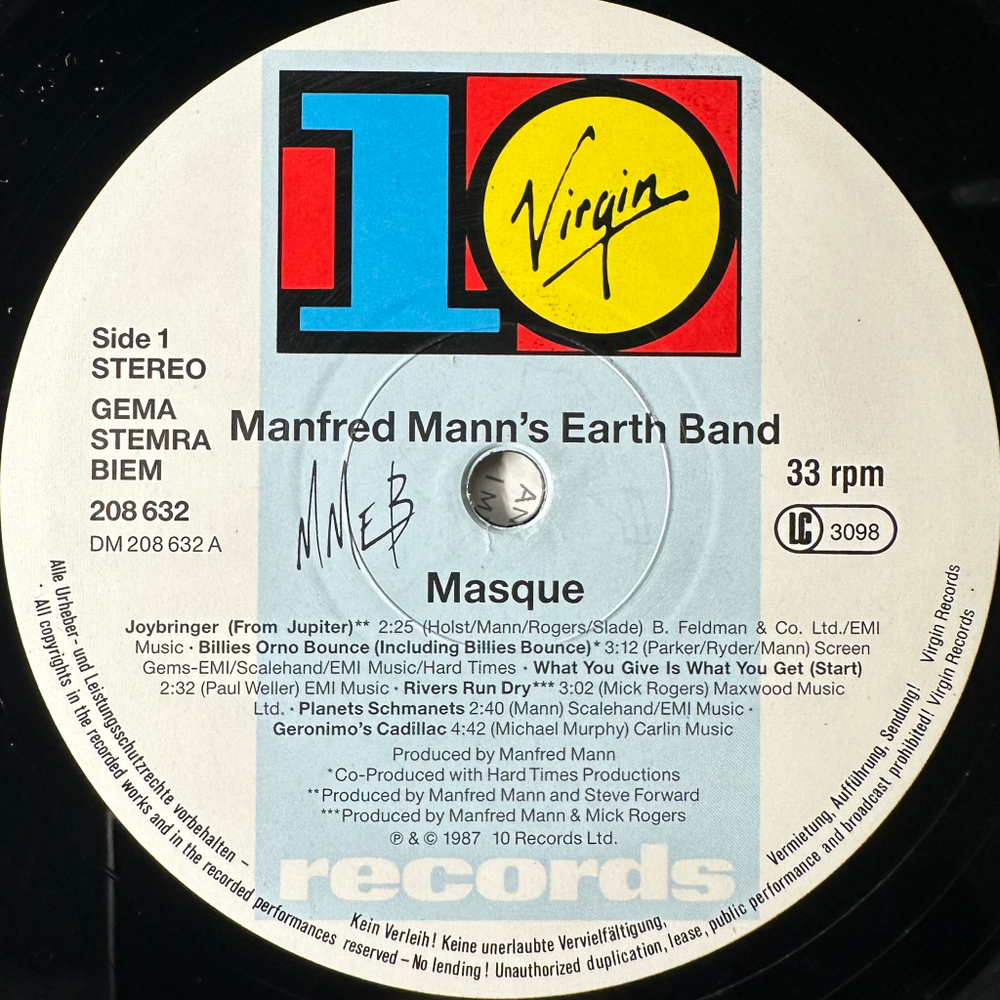 10
Virgin
Side 1
STEREO
GEMA
STEMRA
BIEM
208 632
DM 208 632 A
Manfred Mann's Earth Band
MMEB
33 rpm
LC 3098
Masque
Joybringer (From Jupiter)** 2:25 (Holst/Mann/Rogers/Slade) B. Feldman & Co. Ltd./EMI
Music · Billies Orno Bounce (Including Billies Bounce)* 3:12 (Parker/Ryder/Mann) Screen
Gems-EMI/Scalehand/EMI Music/Hard Times · What You Give Is What You Get (Start)
2:32 (Paul Weller) EMI Music · Rivers Run Dry*** 3:02 (Mick Rogers) Maxwood Music
Ltd. · Planets Schmanets 2:40 (Mann) Scalehand/EMI Music ·
Geronimo's Cadillac 4:42 (Michael Murphy) Carlin Music
Produced by Manfred Mann
*Co-Produced with Hard Times Productions
**Produced by Manfred Mann and Steve Forward
***Produced by Manfred Mann & Mick Rogers
℗ & © 1987 10 Records Ltd.
records
Alle Urheber- und Leistungsschutzrechte vorbehalten – Kein Verleih! Keine unerlaubte Vervielfältigung, Vermietung, Aufführung, Sendung! Virgin Records
· All copyrights in the recorded works and in the recorded performances reserved – No lending! Unauthorized duplication, lease, public performance and broadcast prohibited! Virgin Records